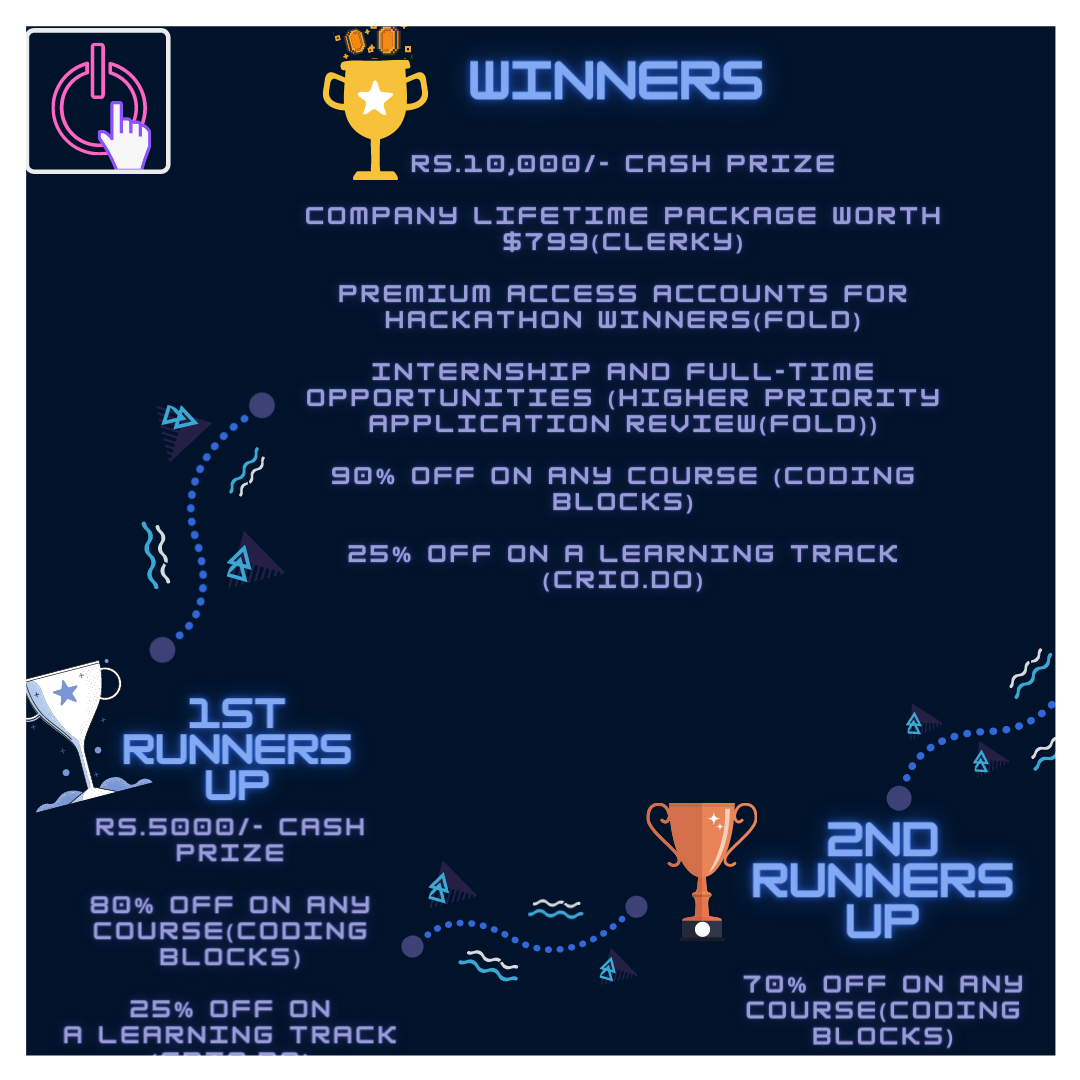 WINNERS
RS.10,000/- CASH PRIZE
COMPANY LIFETIME PACKAGE WORTH
$799(CLERKY)
PREMIUM ACCESS ACCOUNTS FOR
HACKATHON WINNERS(FOLD)
INTERNSHIP AND FULL-TIME
OPPORTUNITIES (HIGHER PRIORITY
APPLICATION REVIEW(FOLD))
90% OFF ON ANY COURSE (CODING
BLOCKS)
25% OFF ON A LEARNING TRACK
(CRIO.DO)
1ST
RUNNERS
UP
RS.5000/- CASH
PRIZE
80% OFF ON ANY
COURSE(CODING
BLOCKS)
25% OFF ON
A LEARNING TRACK
(CRIO.DO)
2ND
RUNNERS
UP
70% OFF ON ANY
COURSE(CODING
BLOCKS)